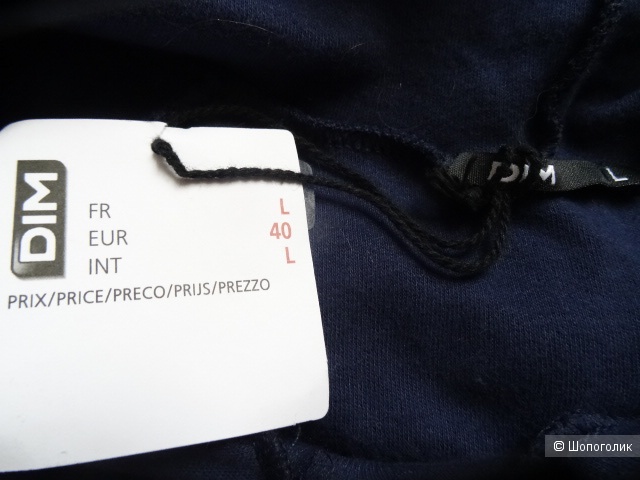 DIM
FR L
EUR 40
INT L
PRIX/PRICE/PRECO/PRIJS/PREZZO
DIM L
© Шопоголик